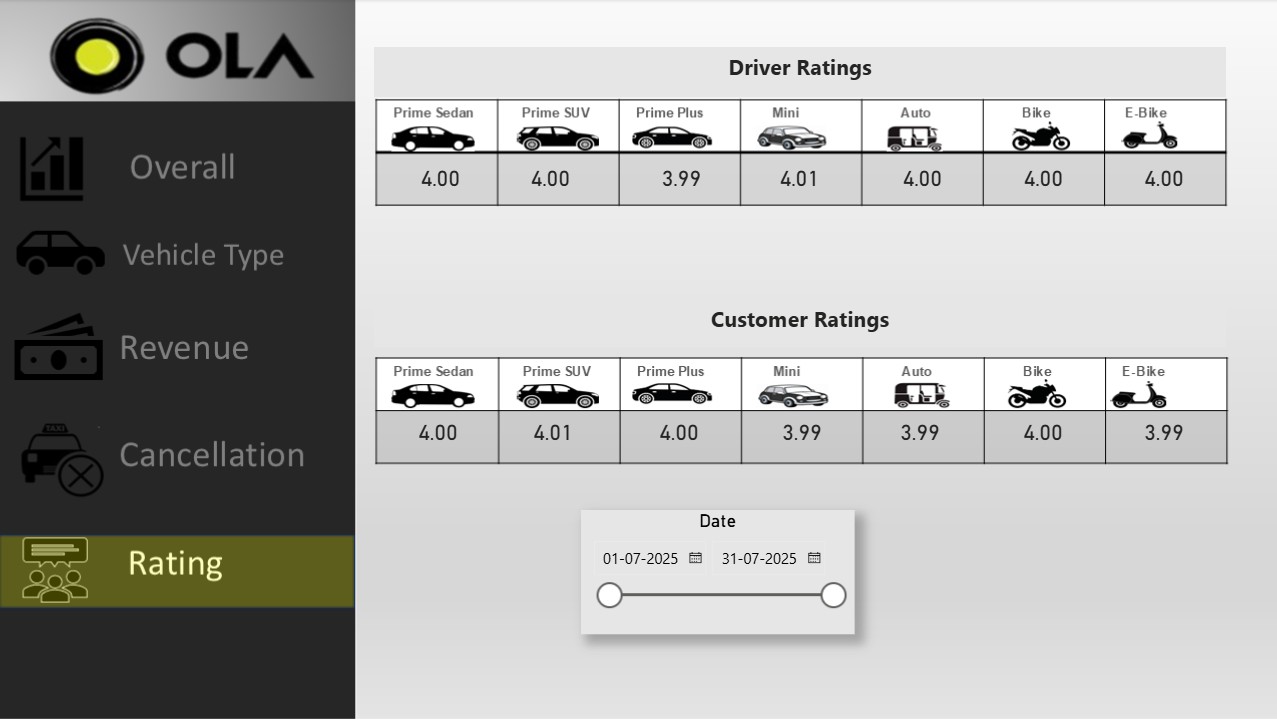 OLA
Overall
Vehicle Type
Revenue
Cancellation
Rating
Driver Ratings
Prime Sedan Prime SUV Prime Plus Mini Auto Bike E-Bike
4.00 4.00 3.99 4.01 4.00 4.00 4.00
Customer Ratings
Prime Sedan Prime SUV Prime Plus Mini Auto Bike E-Bike
4.00 4.01 4.00 3.99 3.99 4.00 3.99
Date
01-07-2025 31-07-2025